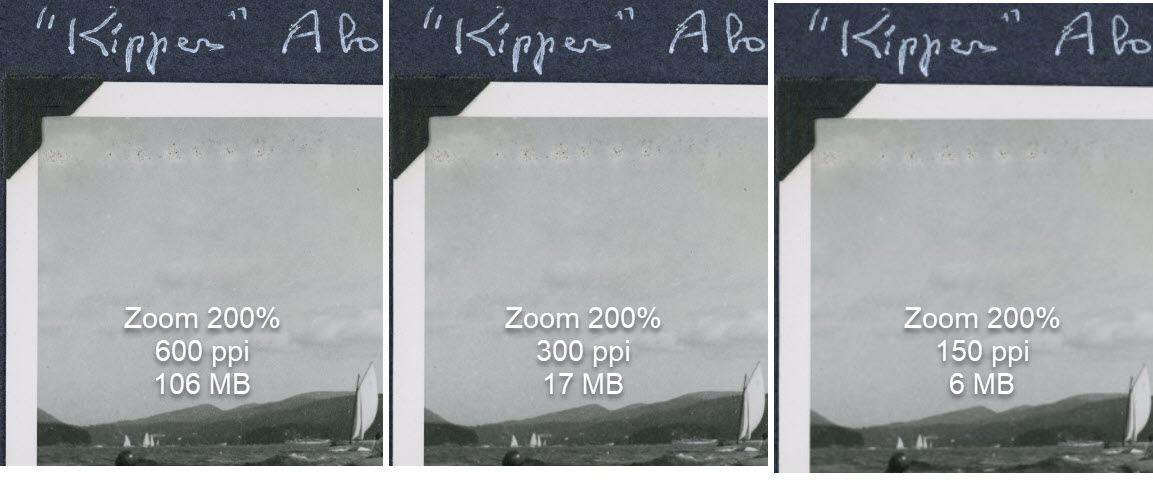 "Kipper" Abo
"Kipper" Abo
"Kipper" Abo
Zoom 200%
600 ppi
106 MB
Zoom 200%
300 ppi
17 MB
Zoom 200%
150 ppi
6 MB